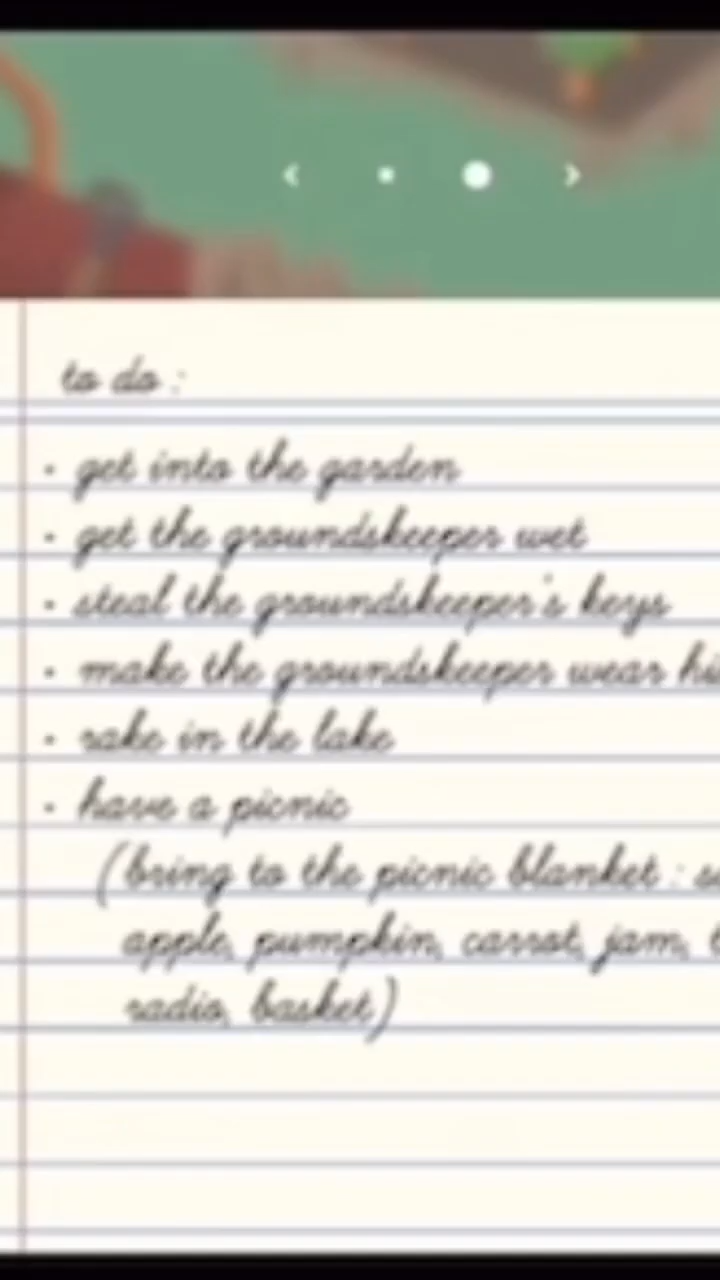 to do :
• get into the garden
• get the groundskeeper wet
• steal the groundskeeper's keys
• make the groundskeeper wear
• rake in the lake
• have a picnic
(bring to the picnic blanket :
apple, pumpkin, carrot, jam,
radio, basket)